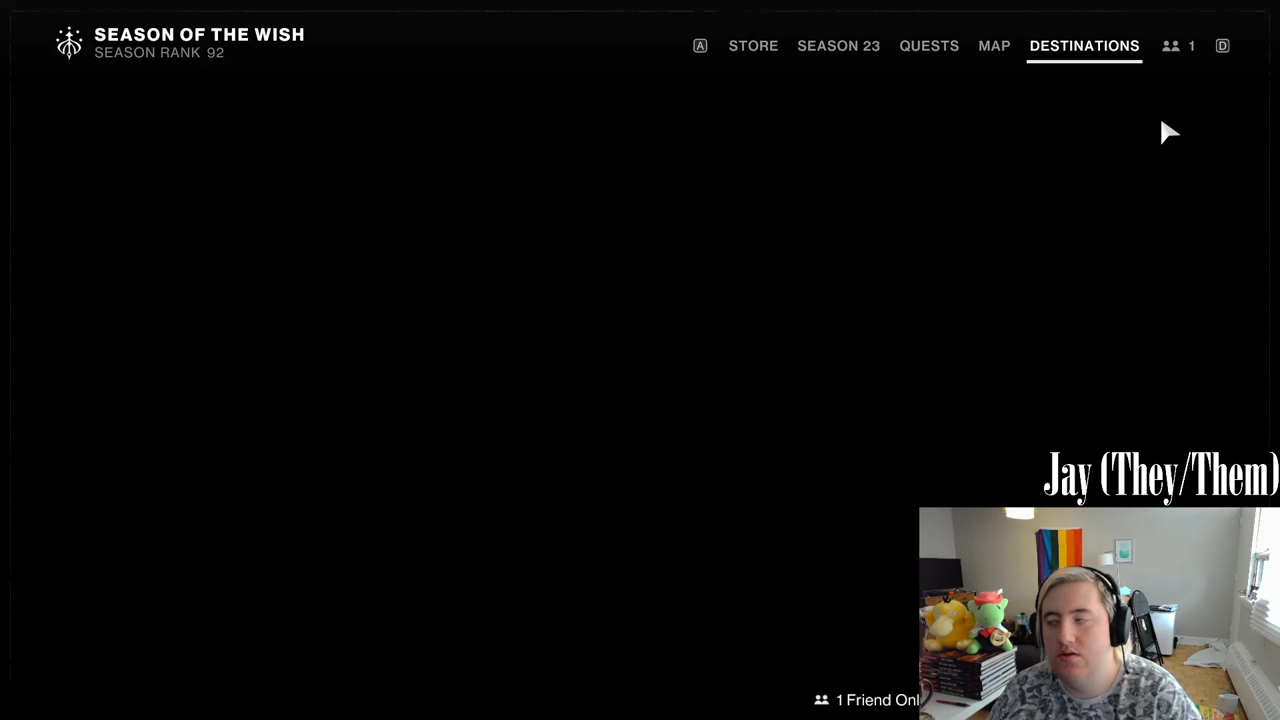 SEASON OF THE WISH
SEASON RANK 92
A STORE SEASON 23 QUESTS MAP DESTINATIONS 1 D
Jay (They/Them)
1 Friend Onl